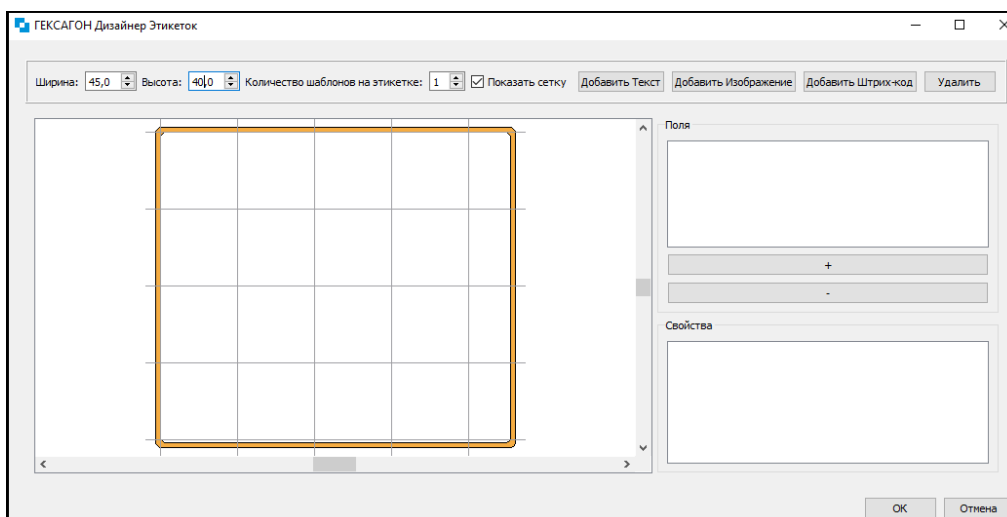 ГЕКСАГОН Дизайнер Этикеток
Ширина: 45,0 Высота: 40,0 Количество шаблонов на этикетке: 1 Показать сетку Добавить Текст Добавить Изображение Добавить Штрих-код Удалить
Поля
+
-
Свойства
OK Отмена